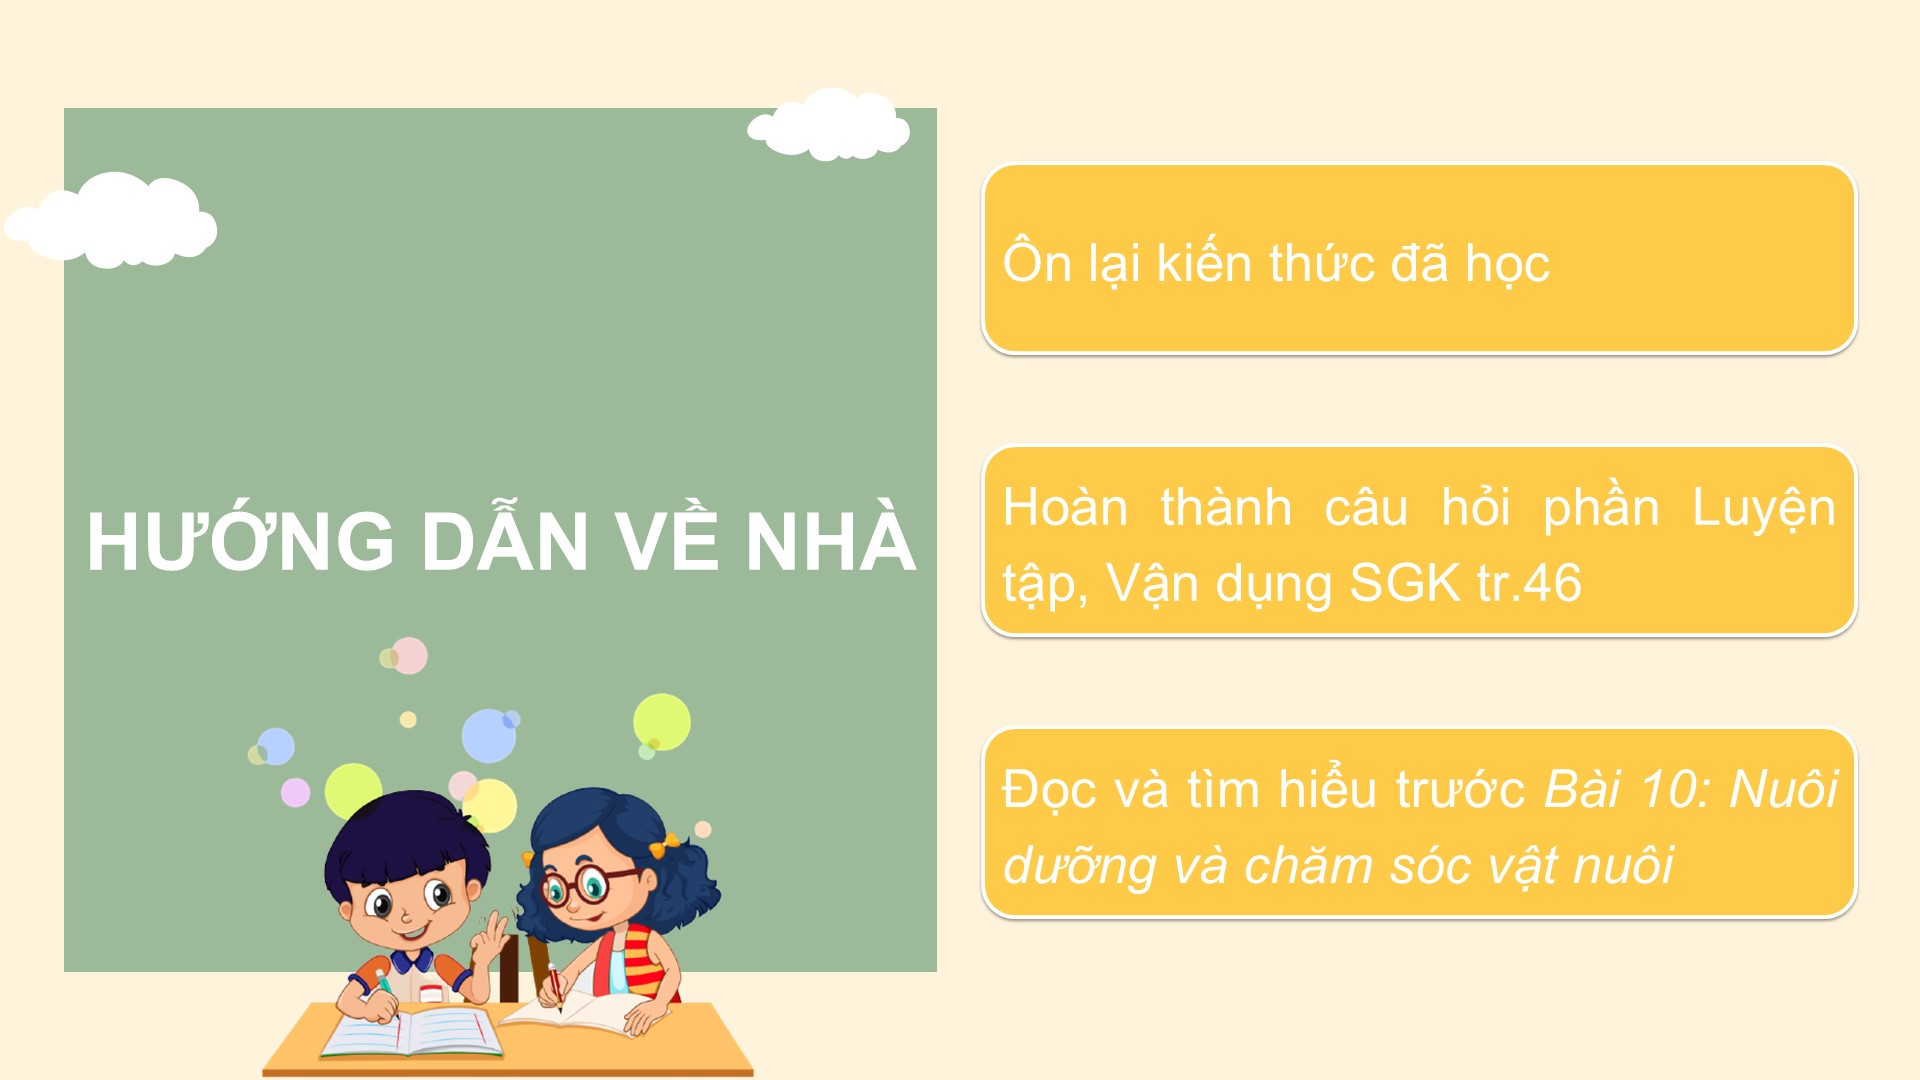 HƯỚNG DẪN VỀ NHÀ
Ôn lại kiến thức đã học
Hoàn thành câu hỏi phần Luyện
tập, Vận dụng SGK tr.46
Đọc và tìm hiểu trước Bài 10: Nuôi
dưỡng và chăm sóc vật nuôi